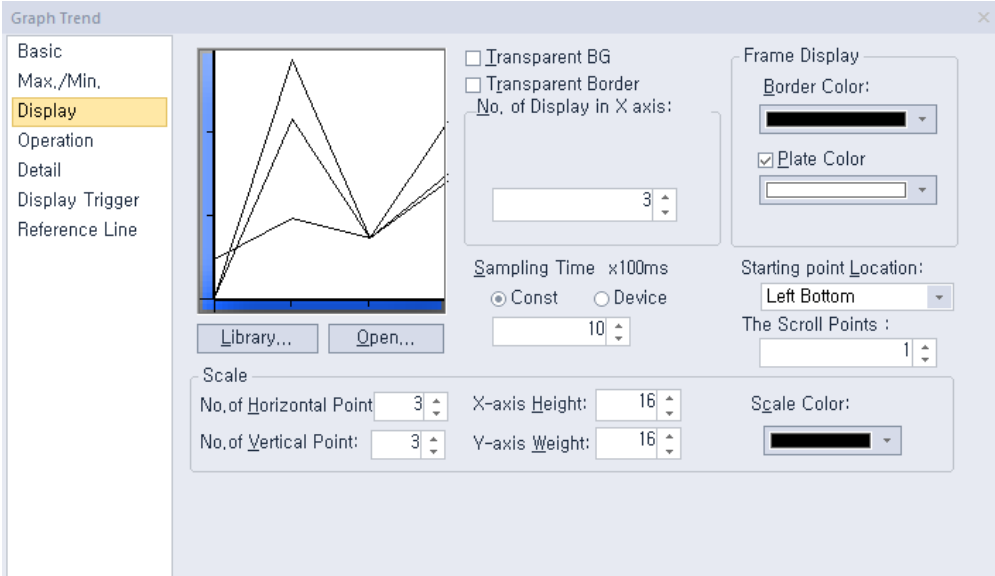 Graph Trend
Basic
Max./Min.
Display
Operation
Detail
Display Trigger
Reference Line
Transparent BG
Transparent Border
No. of Display in X axis:
3
Frame Display
Border Color:
Plate Color
Sampling Time x100ms
Const Device
10
Starting point Location:
Left Bottom
The Scroll Points :
1
Library... Open...
Scale
No.of Horizontal Point 3
No.of Vertical Point: 3
X-axis Height: 16
Y-axis Weight: 16
Scale Color: